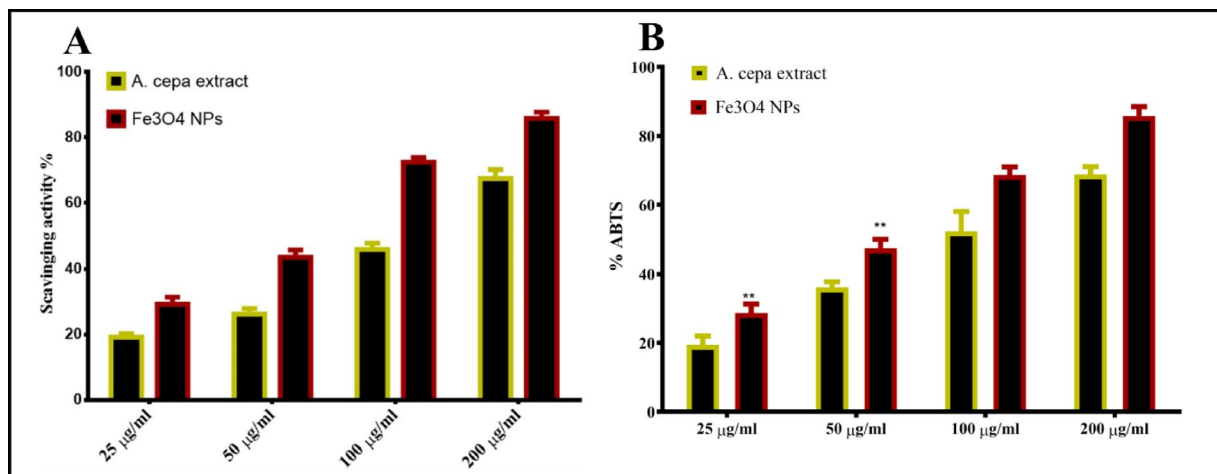 A
Scavinging activity %
100
80
60
40
20
0
A. cepa extract
Fe3O4 NPs
25 µg/ml
50 µg/ml
100 µg/ml
200 µg/ml
B
% ABTS
100
80
60
40
20
0
A. cepa extract
Fe3O4 NPs
**
**
25 µg/ml
50 µg/ml
100 µg/ml
200 µg/ml